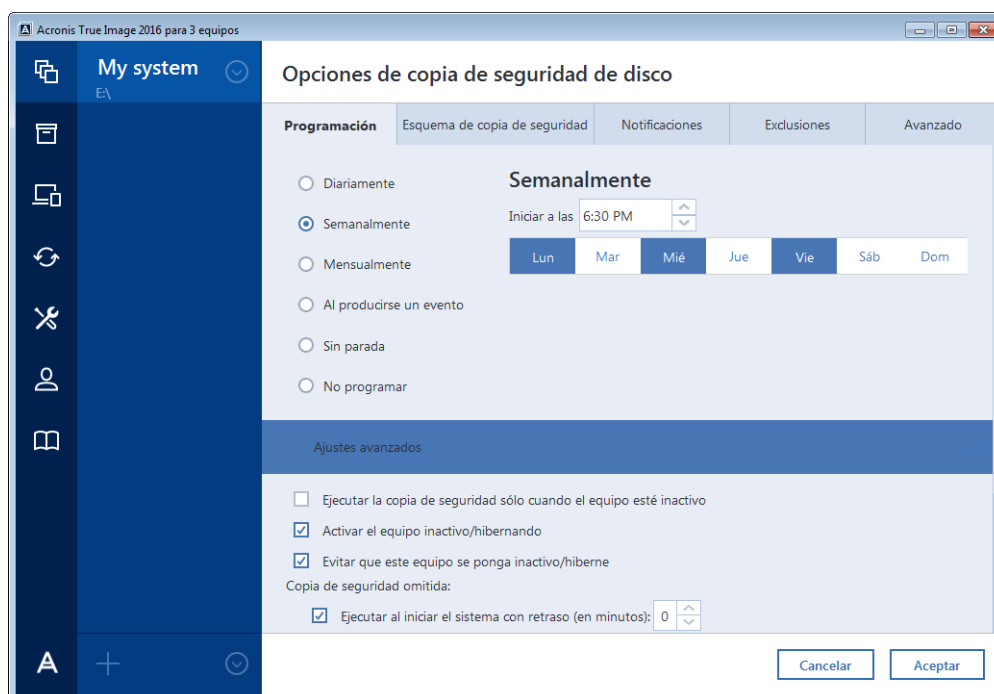 Acronis True Image 2016 para 3 equipos
My system
E:\
Opciones de copia de seguridad de disco
Programación
Esquema de copia de seguridad
Notificaciones
Exclusiones
Avanzado
Diariamente
Semanalmente
Mensualmente
Al producirse un evento
Sin parada
No programar
Semanalmente
Iniciar a las 6:30 PM
Lun Mar Mié Jue Vie Sáb Dom
Ajustes avanzados
Ejecutar la copia de seguridad sólo cuando el equipo esté inactivo
Activar el equipo inactivo/hibernando
Evitar que este equipo se ponga inactivo/hiberne
Copia de seguridad omitida:
Ejecutar al iniciar el sistema con retraso (en minutos): 0
Cancelar
Aceptar